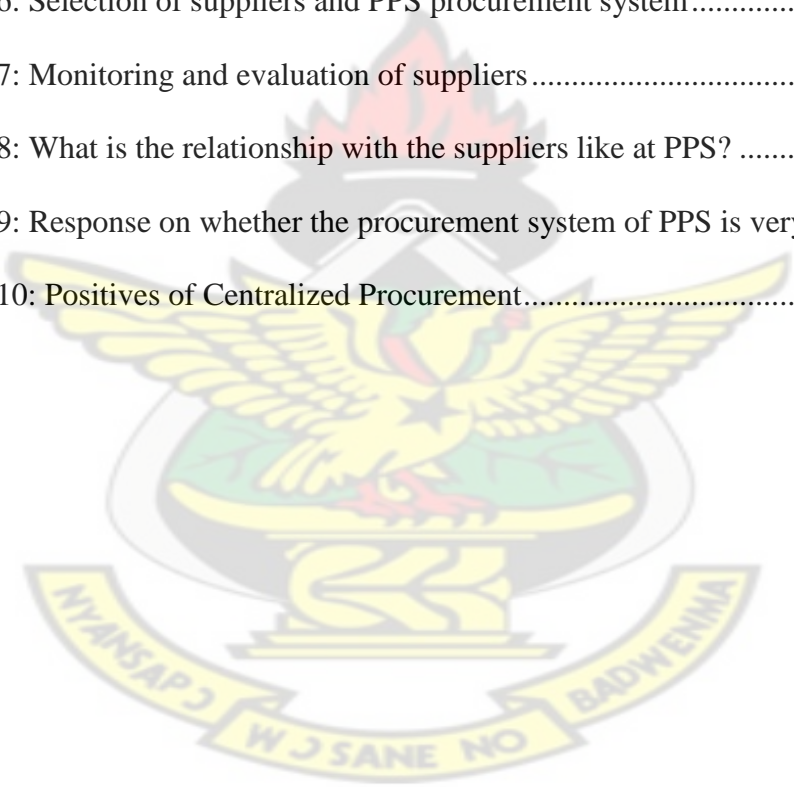 6: Selection of suppliers and PPS procurement system.............
7: Monitoring and evaluation of suppliers.................................
8: What is the relationship with the suppliers like at PPS? .......
9: Response on whether the procurement system of PPS is very
10: Positives of Centralized Procurement..................................
NYANSAPƆ
WƆSANE NO
BADWENMA